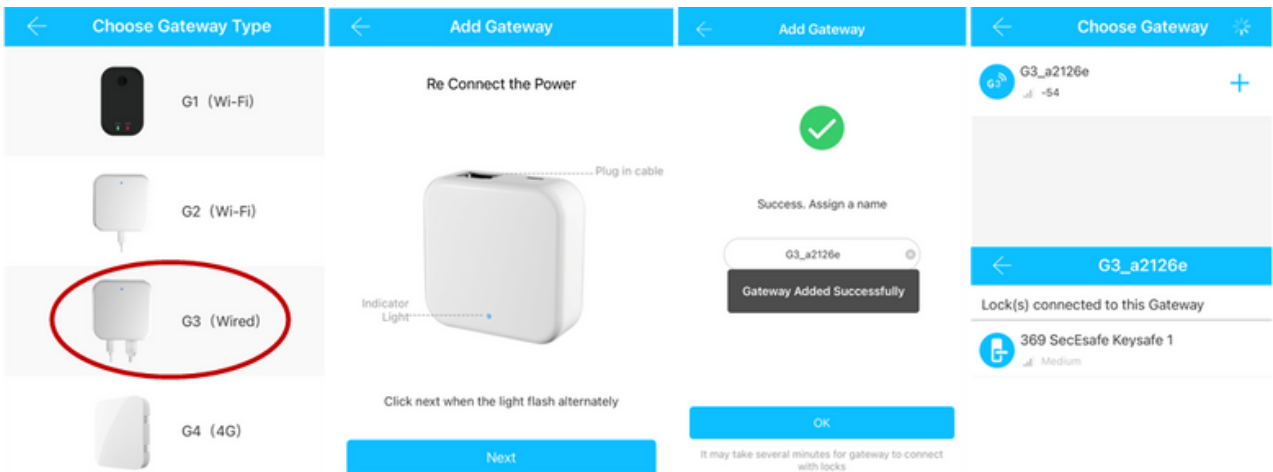 Choose Gateway Type
G1 (Wi-Fi)
G2 (Wi-Fi)
G3 (Wired)
G4 (4G)
Add Gateway
Re Connect the Power
Plug in cable
Indicator
Light
Click next when the light flash alternately
Next
Add Gateway
Success. Assign a name
G3_a2126e
Gateway Added Successfully
OK
It may take several minutes for gateway to connect
with locks
Choose Gateway
G3
G3_a2126e
-54
G3_a2126e
Lock(s) connected to this Gateway
369 SecEsafe Keysafe 1
Medium